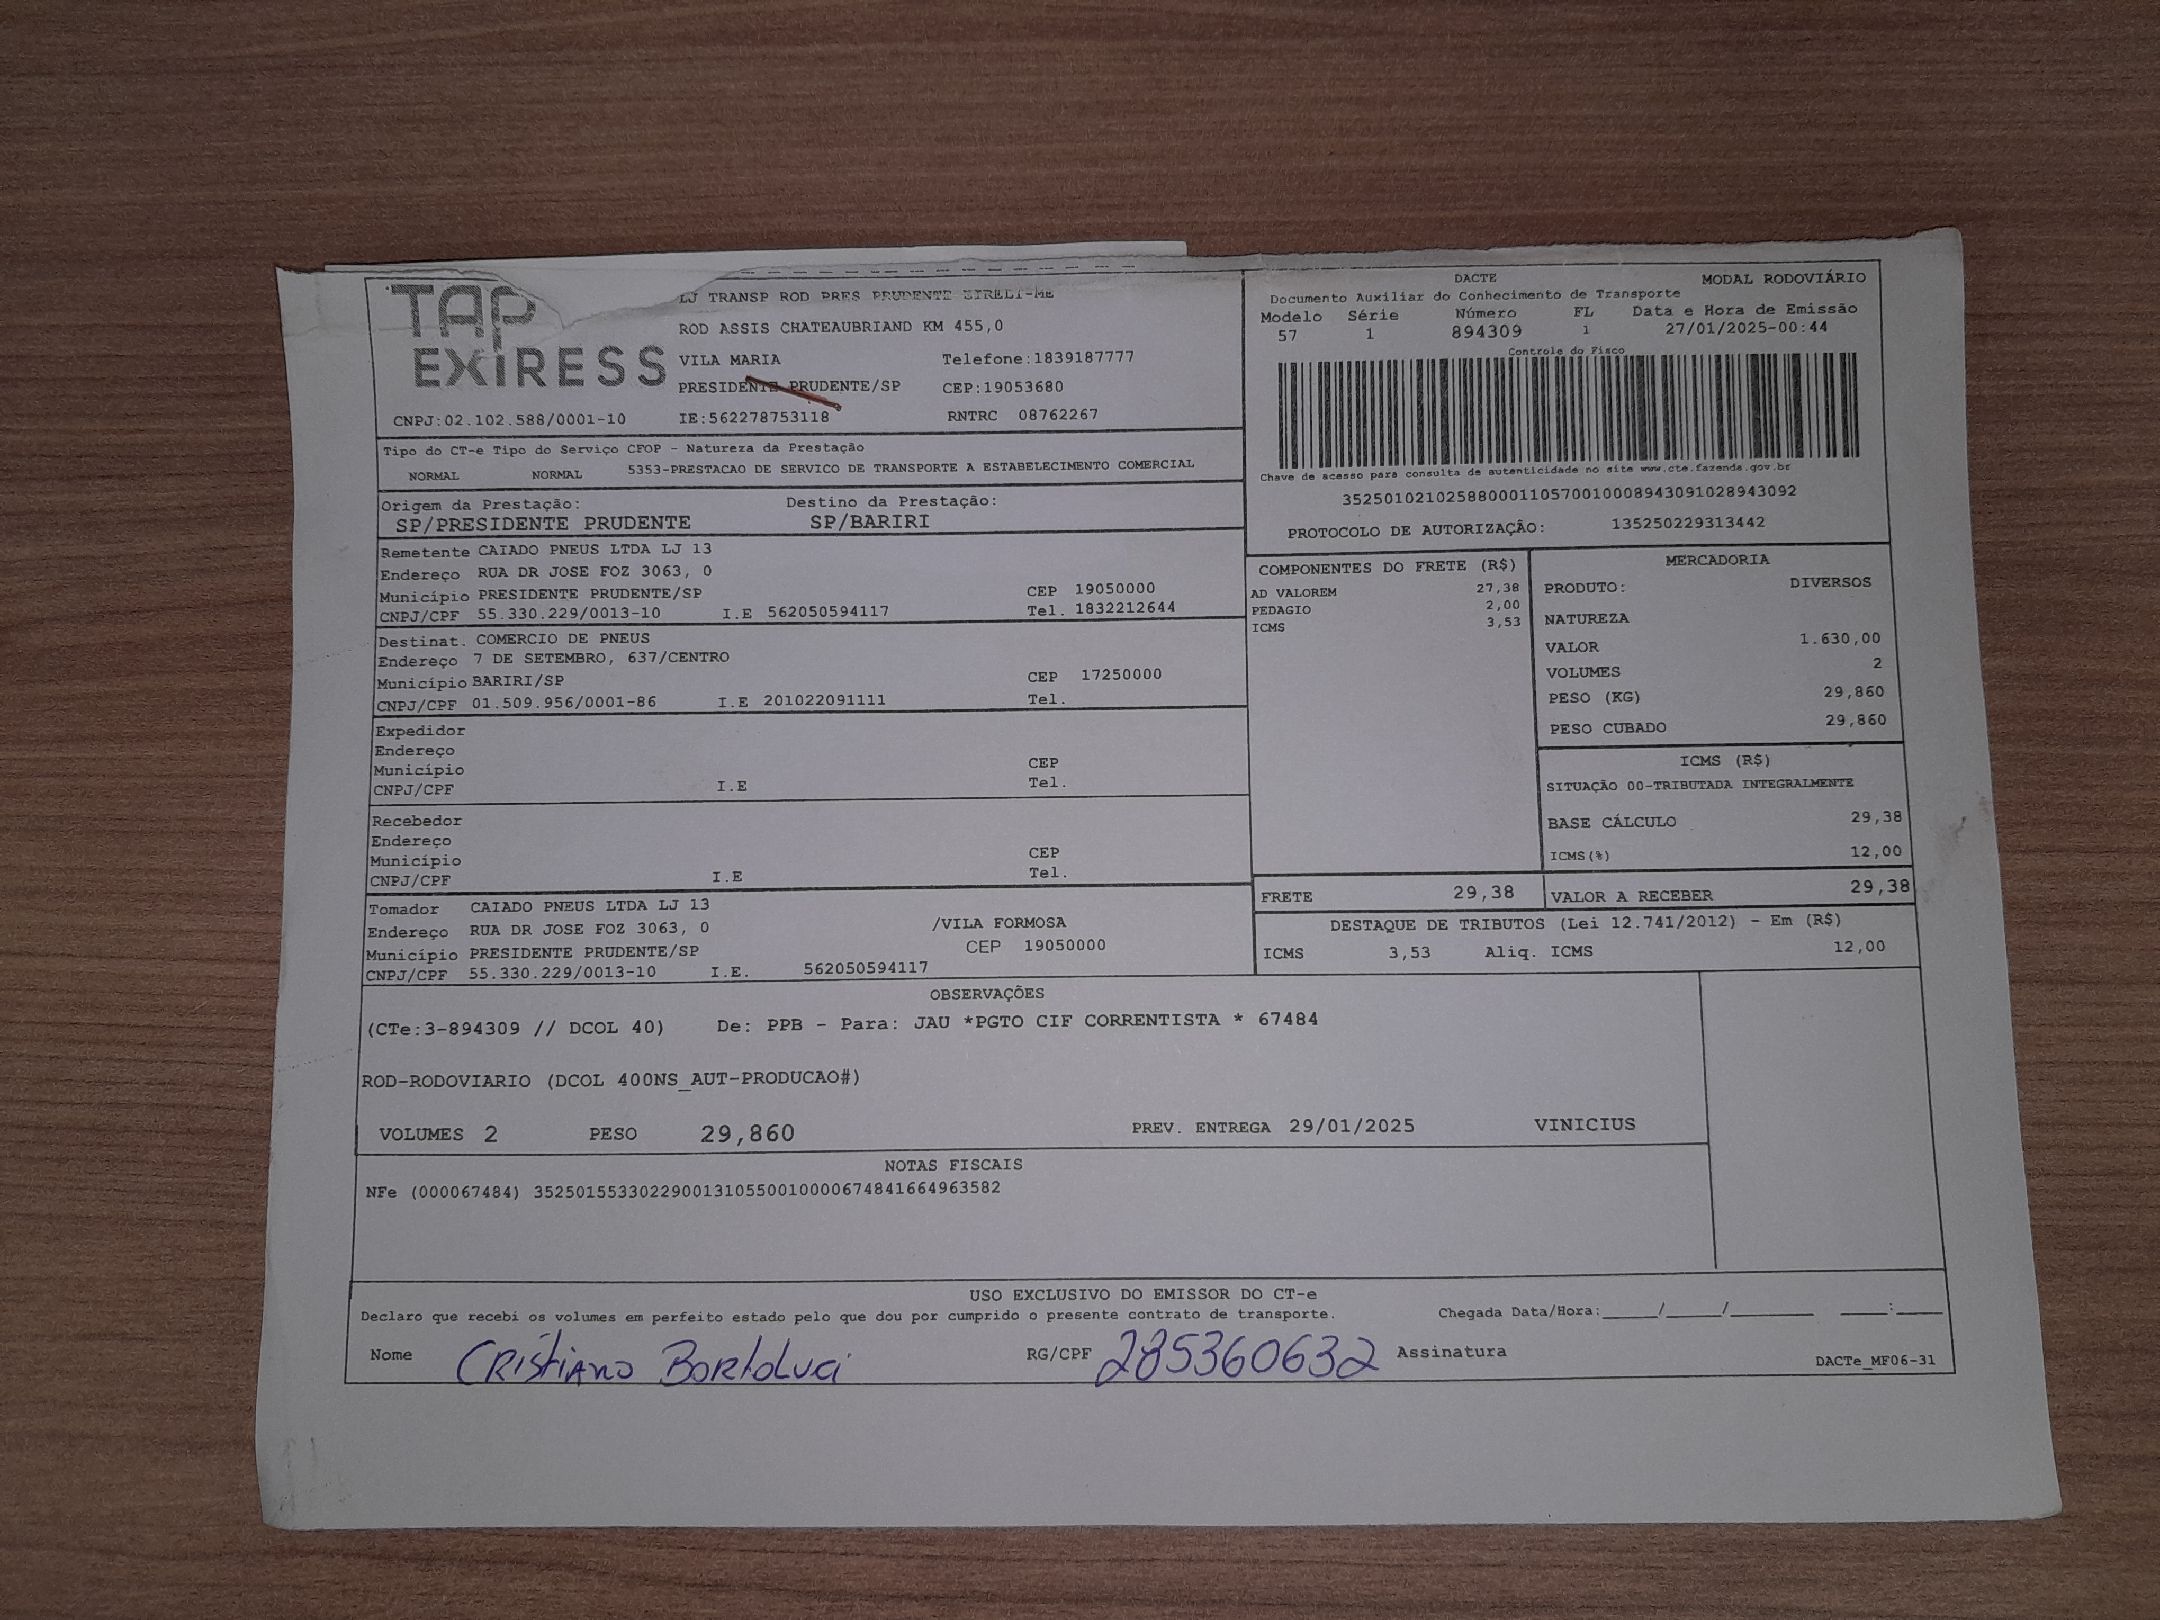 TAP
EXPRESS
LJ TRANSP ROD PRES PRUDENTE EIRELI-ME
ROD ASSIS CHATEAUBRIAND KM 455,0
VILA MARIA Telefone:1839187777
PRESIDENTE PRUDENTE/SP CEP:19053680
CNPJ:02.102.588/0001-10 IE:562278753118 RNTRC 08762267
DACTE MODAL RODOVIÁRIO
Documento Auxiliar do Conhecimento de Transporte
Modelo Série Número FL Data e Hora de Emissão
57 1 894309 1 27/01/2025-00:44
Controle do Fisco
Chave de acesso para consulta de autenticidade no site www.cte.fazenda.gov.br
35250102102588000110570010008943091028943092
PROTOCOLO DE AUTORIZAÇÃO: 135250229313442
Tipo do CT-e Tipo do Serviço CFOP - Natureza da Prestação
NORMAL NORMAL 5353-PRESTACAO DE SERVICO DE TRANSPORTE A ESTABELECIMENTO COMERCIAL
Origem da Prestação: Destino da Prestação:
SP/PRESIDENTE PRUDENTE SP/BARIRI
Remetente CAIADO PNEUS LTDA LJ 13
Endereço RUA DR JOSE FOZ 3063, 0
Município PRESIDENTE PRUDENTE/SP CEP 19050000
CNPJ/CPF 55.330.229/0013-10 I.E 562050594117 Tel. 1832212644
Destinat. COMERCIO DE PNEUS
Endereço 7 DE SETEMBRO, 637/CENTRO
Município BARIRI/SP CEP 17250000
CNPJ/CPF 01.509.956/0001-86 I.E 201022091111 Tel.
Expedidor
Endereço
Município CEP
CNPJ/CPF I.E Tel.
Recebedor
Endereço
Município CEP
CNPJ/CPF I.E Tel.
Tomador CAIADO PNEUS LTDA LJ 13
Endereço RUA DR JOSE FOZ 3063, 0 /VILA FORMOSA
Município PRESIDENTE PRUDENTE/SP CEP 19050000
CNPJ/CPF 55.330.229/0013-10 I.E. 562050594117
COMPONENTES DO FRETE (R$)
AD VALOREM 27,38
PEDAGIO 2,00
ICMS 3,53
MERCADORIA
PRODUTO: DIVERSOS
NATUREZA
VALOR 1.630,00
VOLUMES 2
PESO (KG) 29,860
PESO CUBADO 29,860
ICMS (R$)
SITUAÇÃO 00-TRIBUTADA INTEGRALMENTE
BASE CÁLCULO 29,38
ICMS(%) 12,00
FRETE 29,38 VALOR A RECEBER 29,38
DESTAQUE DE TRIBUTOS (Lei 12.741/2012) - Em (R$)
ICMS 3,53 Aliq. ICMS 12,00
OBSERVAÇÕES
(CTe:3-894309 // DCOL 40) De: PPB - Para: JAU *PGTO CIF CORRENTISTA * 67484
ROD-RODOVIARIO (DCOL 400NS_AUT-PRODUCAO#)
VOLUMES 2 PESO 29,860 PREV. ENTREGA 29/01/2025 VINICIUS
NOTAS FISCAIS
NFe (000067484) 35250155330229001310550010000674841664963582
USO EXCLUSIVO DO EMISSOR DO CT-e
Declaro que recebi os volumes em perfeito estado pelo que dou por cumprido o presente contrato de transporte. Chegada Data/Hora:_____/_____/________ ____:____
Nome Cristiano Bortoluci RG/CPF 285360632 Assinatura
DACTe_MF06-31